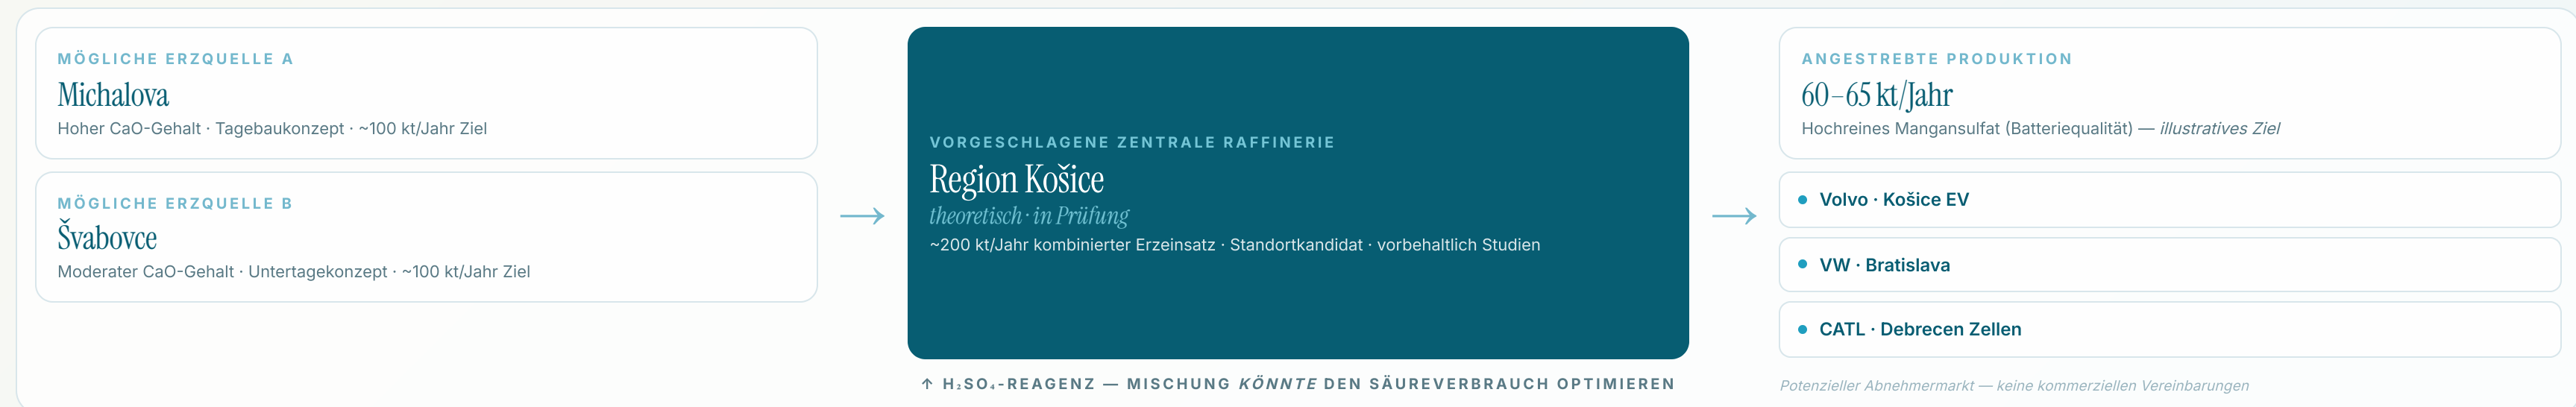 MÖGLICHE ERZQUELLE A
Michalova
Hoher CaO-Gehalt · Tagebaukonzept · ~100 kt/Jahr Ziel
MÖGLICHE ERZQUELLE B
Švabovce
Moderater CaO-Gehalt · Untertagekonzept · ~100 kt/Jahr Ziel
→
VORGESCHLAGENE ZENTRALE RAFFINERIE
Region Košice
theoretisch · in Prüfung
~200 kt/Jahr kombinierter Erzeinsatz · Standortkandidat · vorbehaltlich Studien
↑ H₂SO₄-REAGENZ — MISCHUNG KÖNNTE DEN SÄUREVERBRAUCH OPTIMIEREN
→
ANGESTREBTE PRODUKTION
60–65 kt/Jahr
Hochreines Mangansulfat (Batteriequalität) — illustratives Ziel
Volvo · Košice EV
VW · Bratislava
CATL · Debrecen Zellen
Potenzieller Abnehmermarkt — keine kommerziellen Vereinbarungen